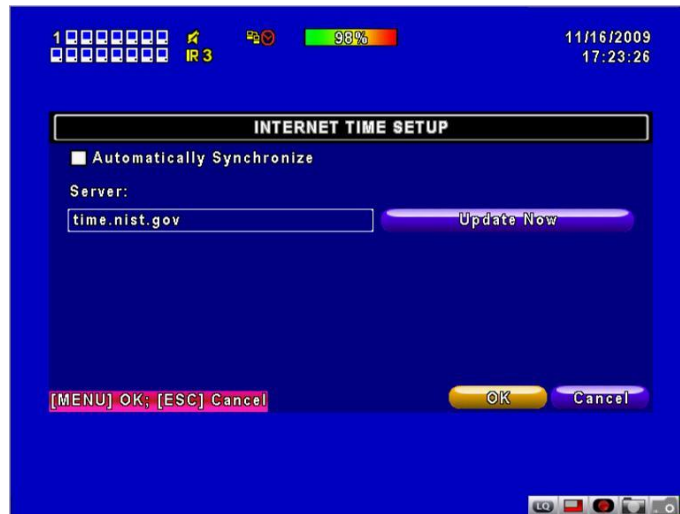 1
IR 3
98%
11/16/2009
17:23:26
INTERNET TIME SETUP
Automatically Synchronize
Server:
time.nist.gov
Update Now
[MENU] OK; [ESC] Cancel
OK
Cancel
LQ